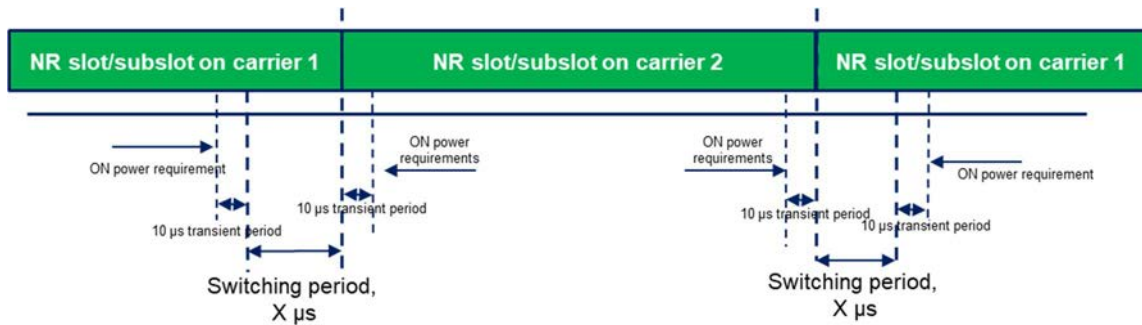 NR slot/subslot on carrier 1
NR slot/subslot on carrier 2
NR slot/subslot on carrier 1
ON power requirement
10 µs transient period
Switching period,
X µs
ON power
requirements
10 µs transient period
ON power
requirements
10 µs transient period
Switching period,
X µs
ON power requirement
10 µs transient period